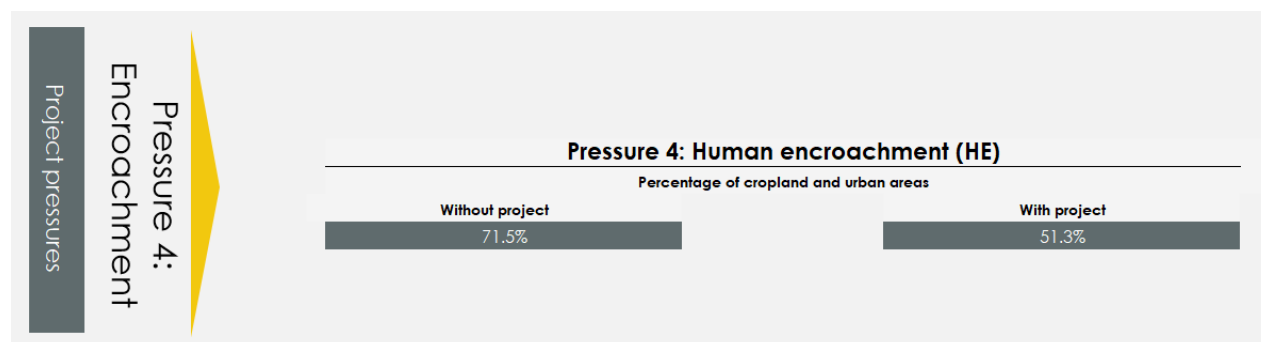 Project pressures
Pressure 4:
Encroachment
Pressure 4: Human encroachment (HE)
Percentage of cropland and urban areas
Without project
With project
71.5%
51.3%